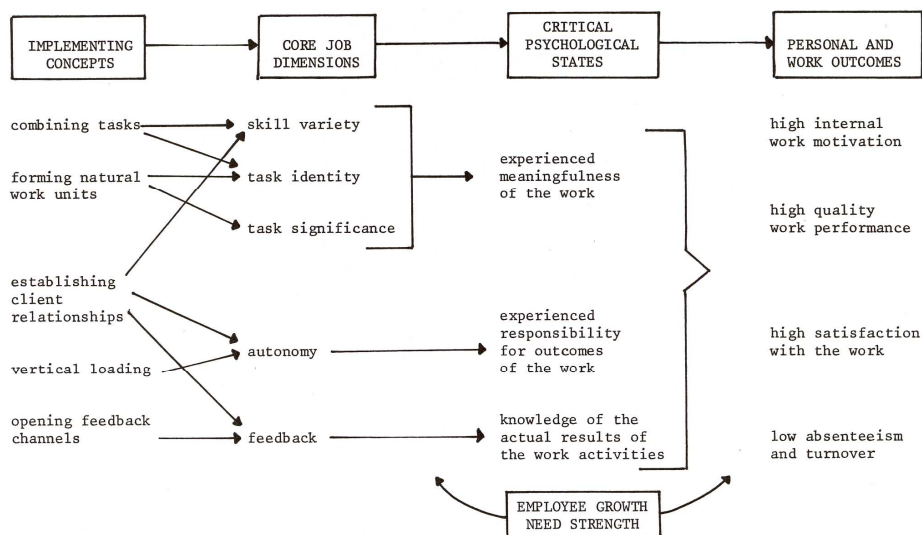 IMPLEMENTING
CONCEPTS
CORE JOB
DIMENSIONS
CRITICAL
PSYCHOLOGICAL
STATES
PERSONAL AND
WORK OUTCOMES
combining tasks
forming natural
work units
establishing
client
relationships
vertical loading
opening feedback
channels
skill variety
task identity
task significance
autonomy
feedback
experienced
meaningfulness
of the work
experienced
responsibility
for outcomes
of the work
knowledge of the
actual results of
the work activities
high internal
work motivation
high quality
work performance
high satisfaction
with the work
low absenteeism
and turnover
EMPLOYEE GROWTH
NEED STRENGTH